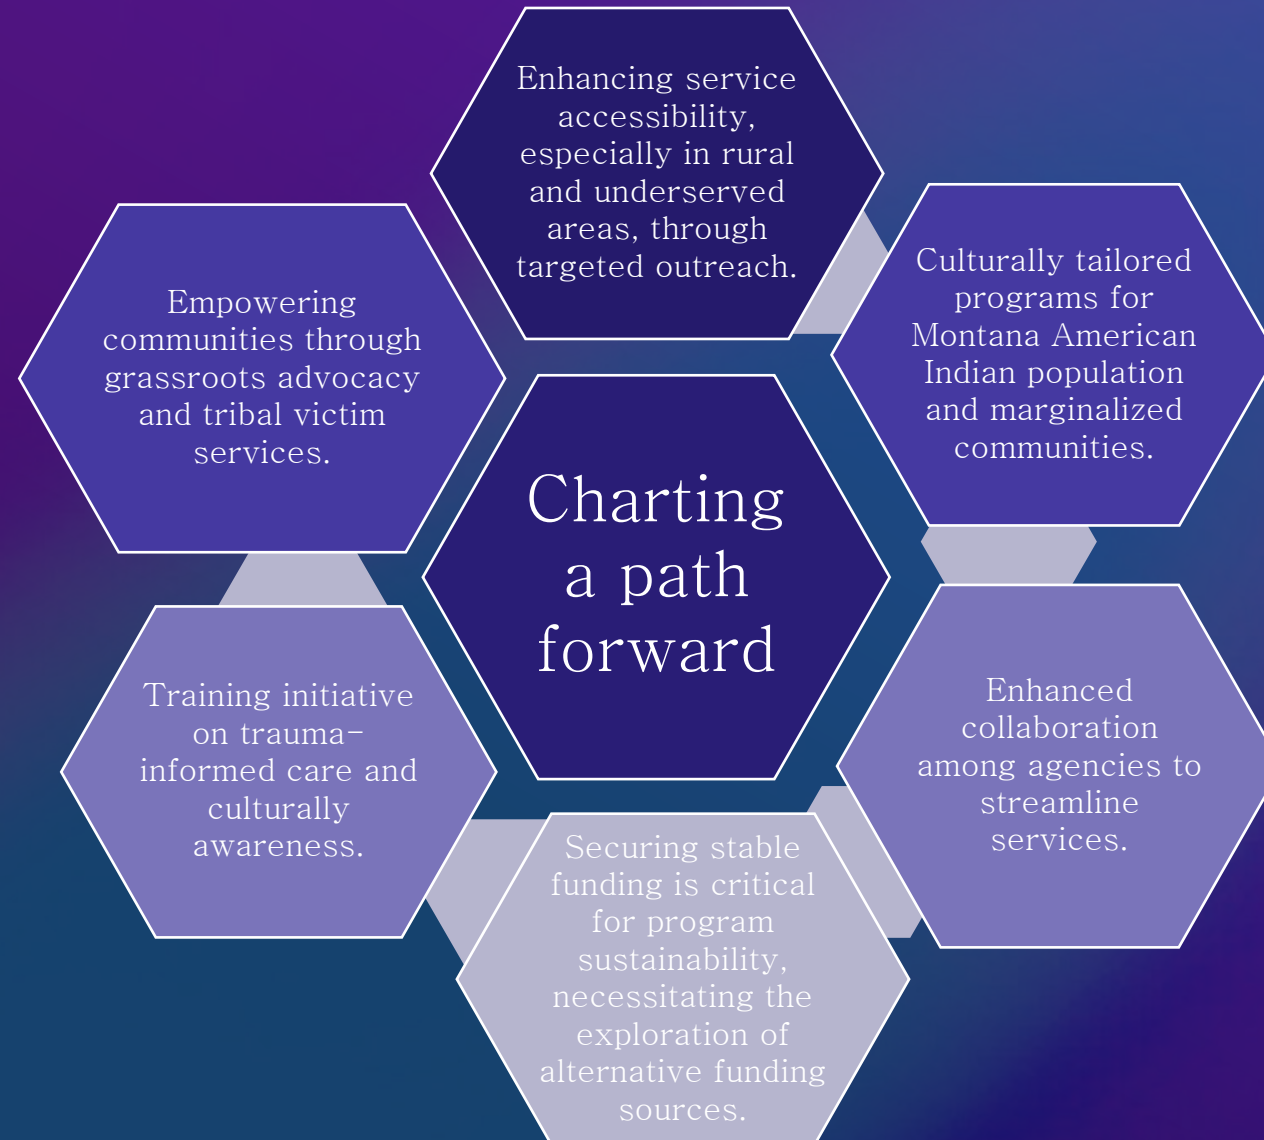 Enhancing service
accessibility,
especially in rural
and underserved
areas, through
targeted outreach.
Culturally tailored
programs for
Montana American
Indian population
and marginalized
communities.
Enhanced
collaboration
among agencies to
streamline
services.
Securing stable
funding is critical
for program
sustainability,
necessitating the
exploration of
alternative funding
sources.
Training initiative
on trauma-
informed care and
culturally
awareness.
Empowering
communities through
grassroots advocacy
and tribal victim
services.
Charting
a path
forward